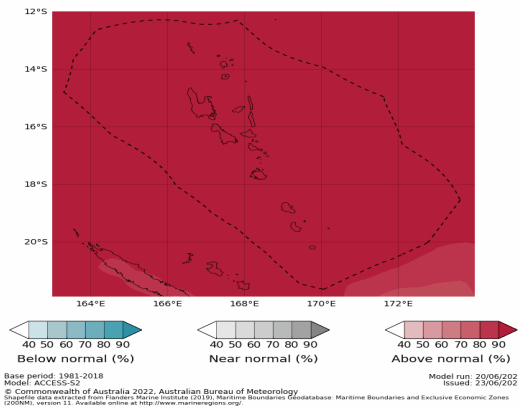 12°S
14°S
16°S
18°S
20°S
164°E 166°E 168°E 170°E 172°E
40 50 60 70 80 90 40 50 60 70 80 90 40 50 60 70 80 90
Below normal (%) Near normal (%) Above normal (%)
Base period: 1981-2018 Model run: 20/06/202
Model: ACCESS-S2 Issued: 23/06/202
© Commonwealth of Australia 2022, Australian Bureau of Meteorology
Shapefile data extracted from Flanders Marine Institute (2019), Maritime Boundaries Geodatabase: Maritime Boundaries and Exclusive Economic Zones
(200NM), version 11. Available online at http://www.marineregions.org/.